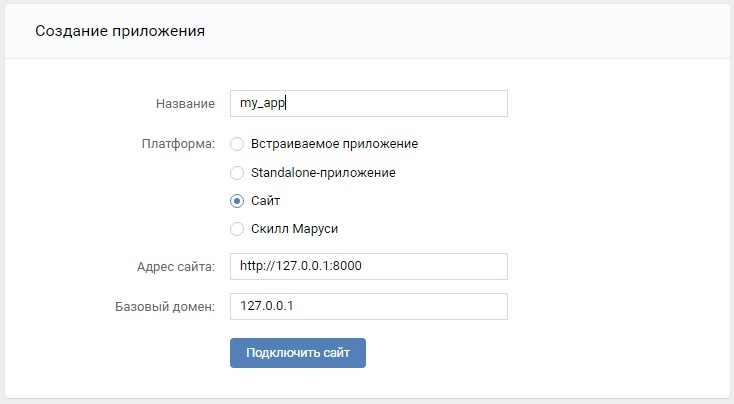 Создание приложения
Название my_app
Платформа: Встраиваемое приложение
Standalone-приложение
Сайт
Скилл Маруси
Адрес сайта: http://127.0.0.1:8000
Базовый домен: 127.0.0.1
Подключить сайт